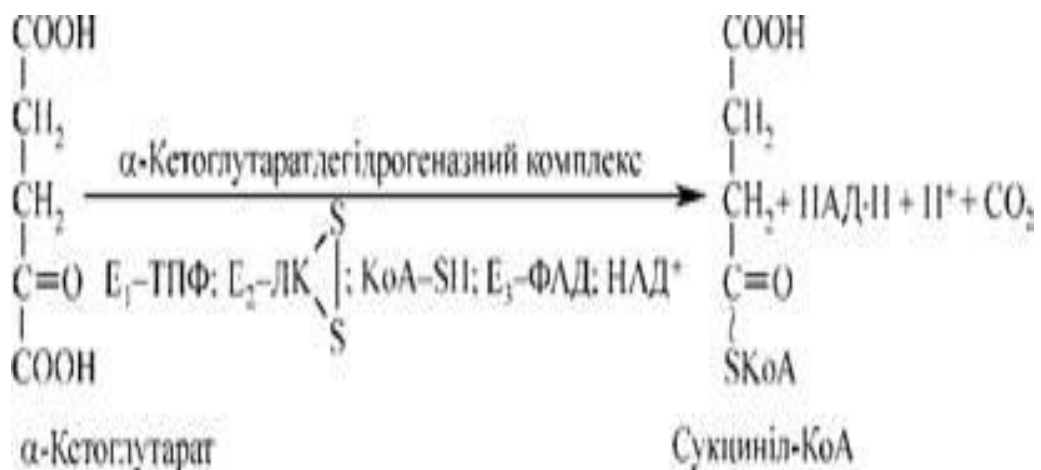 COOH COOH
CH₂ CH₂
α-Кетоглутаратдегідрогеназний комплекс
CH₂ CH₂ + НАД·Н + Н⁺ + CO₂
S
C=O E₁–ТПФ; E₂–ЛК ; КоА–SH; E₃–ФАД; НАД⁺ C=O
S
COOH SKoA
α-Кетоглутарат Сукциніл-КоА